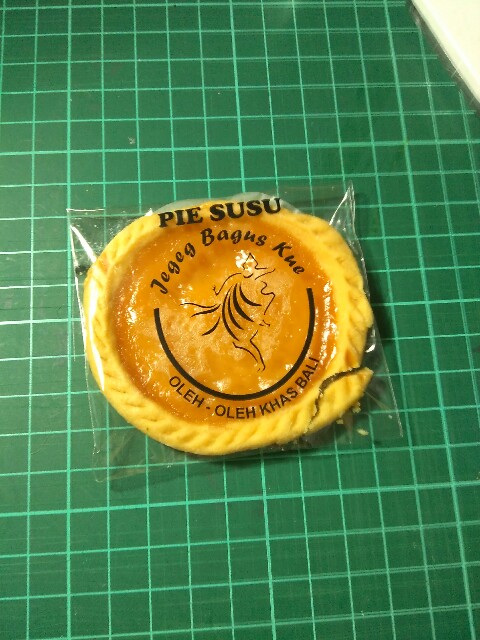 PIE SUSU
Jegeg Bagus Kue
OLEH - OLEH KHAS BALI